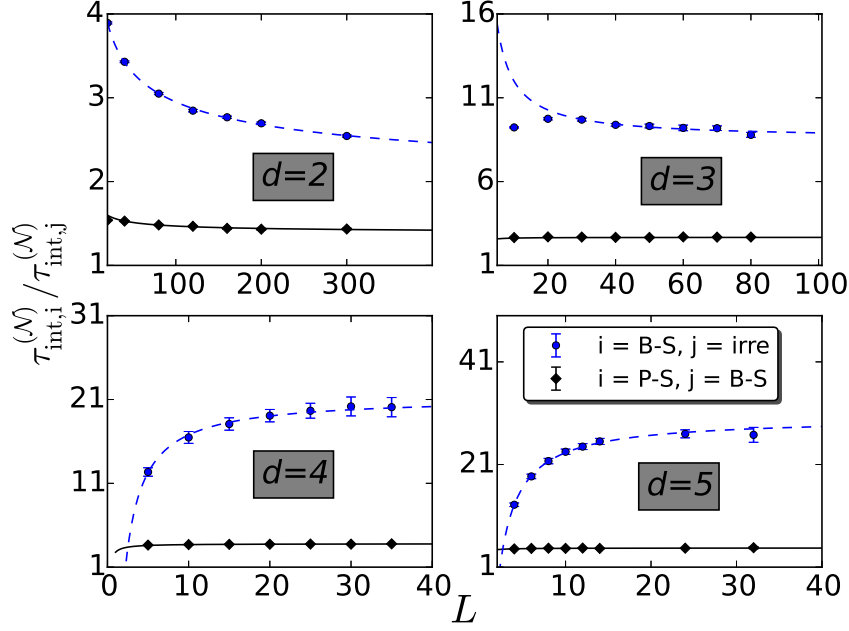 4
3
2
1
d=2
100 200 300
16
11
6
1
d=3
20 40 60 80 100
τ_{int,i}^{(𝒩)} / τ_{int,j}^{(𝒩)}
31
21
11
1
d=4
0 10 20 30 40
41
21
1
i = B-S, j = irre
i = P-S, j = B-S
d=5
10 20 30 40
L